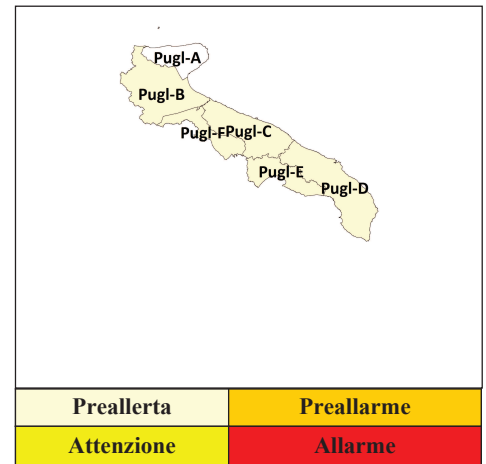 Pugl-A
Pugl-B
Pugl-F Pugl-C
Pugl-E
Pugl-D
Preallerta Preallarme
Attenzione Allarme